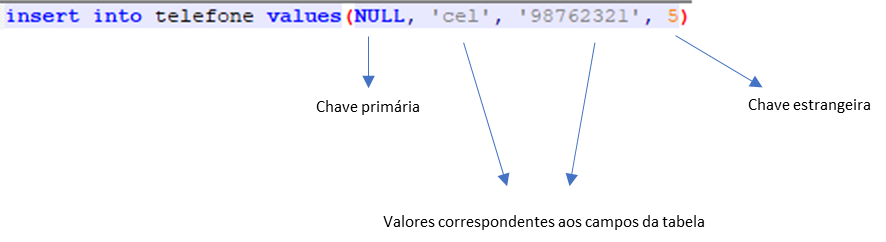 insert into telefone values(NULL, 'cel', '98762321', 5)
Chave primária
Chave estrangeira
Valores correspondentes aos campos da tabela